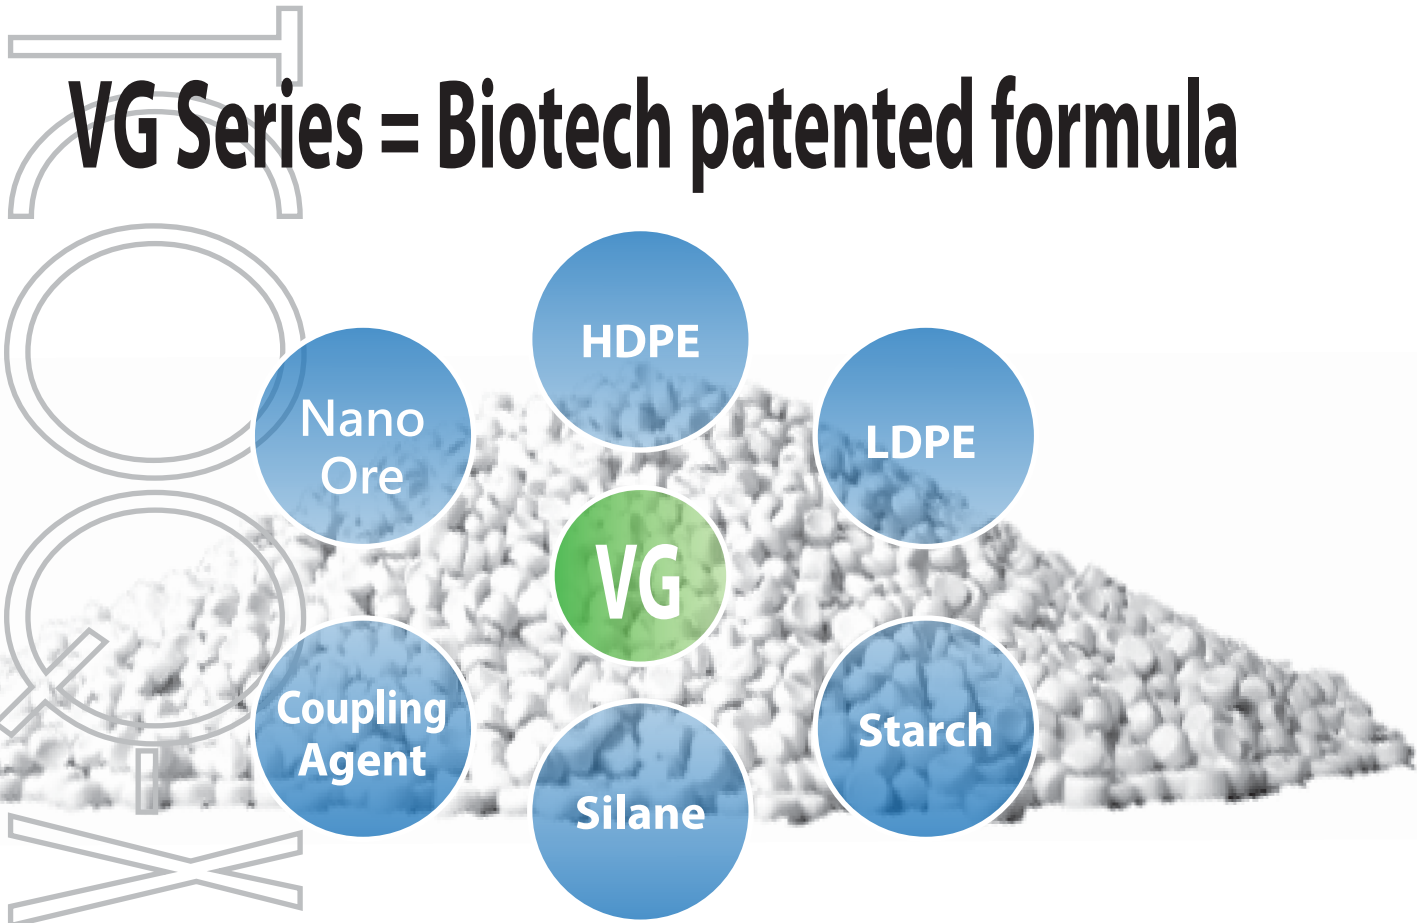 VG Series = Biotech patented formula
HDPE
Nano
Ore
LDPE
VG
Coupling
Agent
Starch
Silane